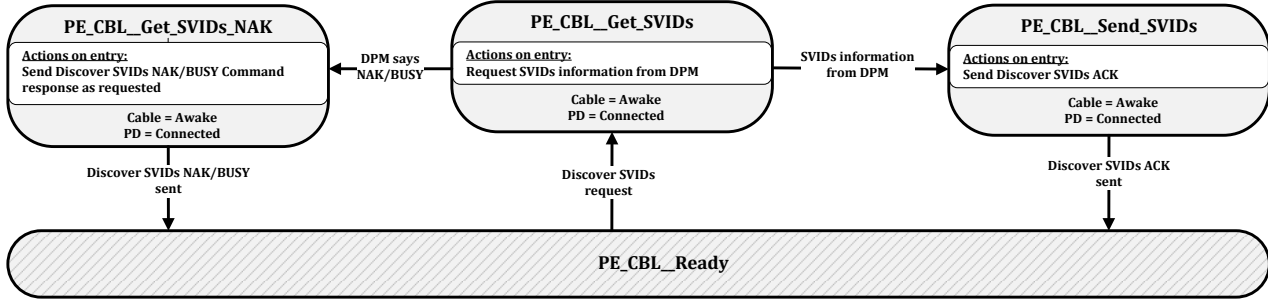 PE_CBL_Get_SVIDs_NAK
Actions on entry:
Send Discover SVIDs NAK/BUSY Command
response as requested
Cable = Awake
PD = Connected
DPM says
NAK/BUSY
PE_CBL_Get_SVIDs
Actions on entry:
Request SVIDs information from DPM
Cable = Awake
PD = Connected
SVIDs information
from DPM
PE_CBL_Send_SVIDs
Actions on entry:
Send Discover SVIDs ACK
Cable = Awake
PD = Connected
Discover SVIDs NAK/BUSY
sent
Discover SVIDs
request
Discover SVIDs ACK
sent
PE_CBL_Ready